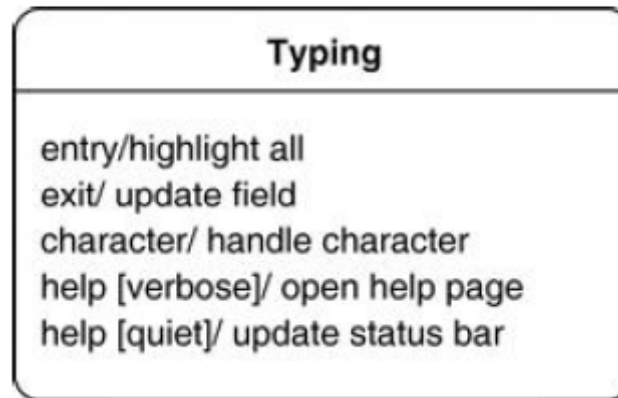 Typing
entry/highlight all
exit/ update field
character/ handle character
help [verbose]/ open help page
help [quiet]/ update status bar